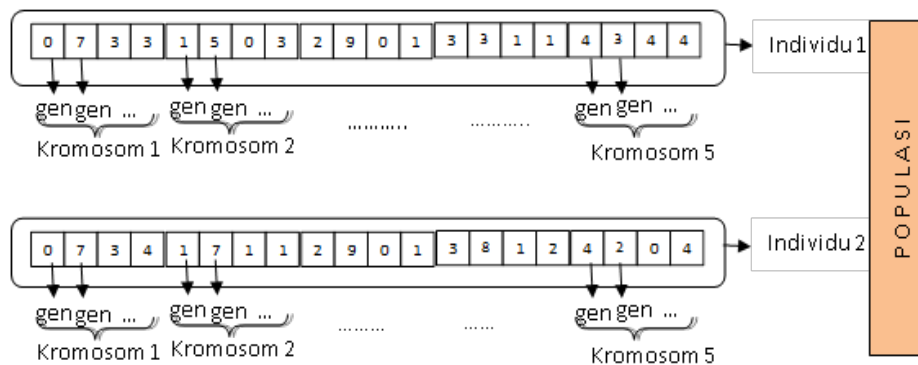 0 7 3 3 1 5 0 3 2 9 0 1 3 3 1 1 4 3 4 4
Individu 1
gen gen ... gen gen ... gen gen ...
Kromosom 1 Kromosom 2 ........... ........... Kromosom 5
0 7 3 4 1 7 1 1 2 9 0 1 3 8 1 2 4 2 0 4
Individu 2
gen gen ... gen gen ... gen gen ...
Kromosom 1 Kromosom 2 ......... ...... Kromosom 5
POPULASI